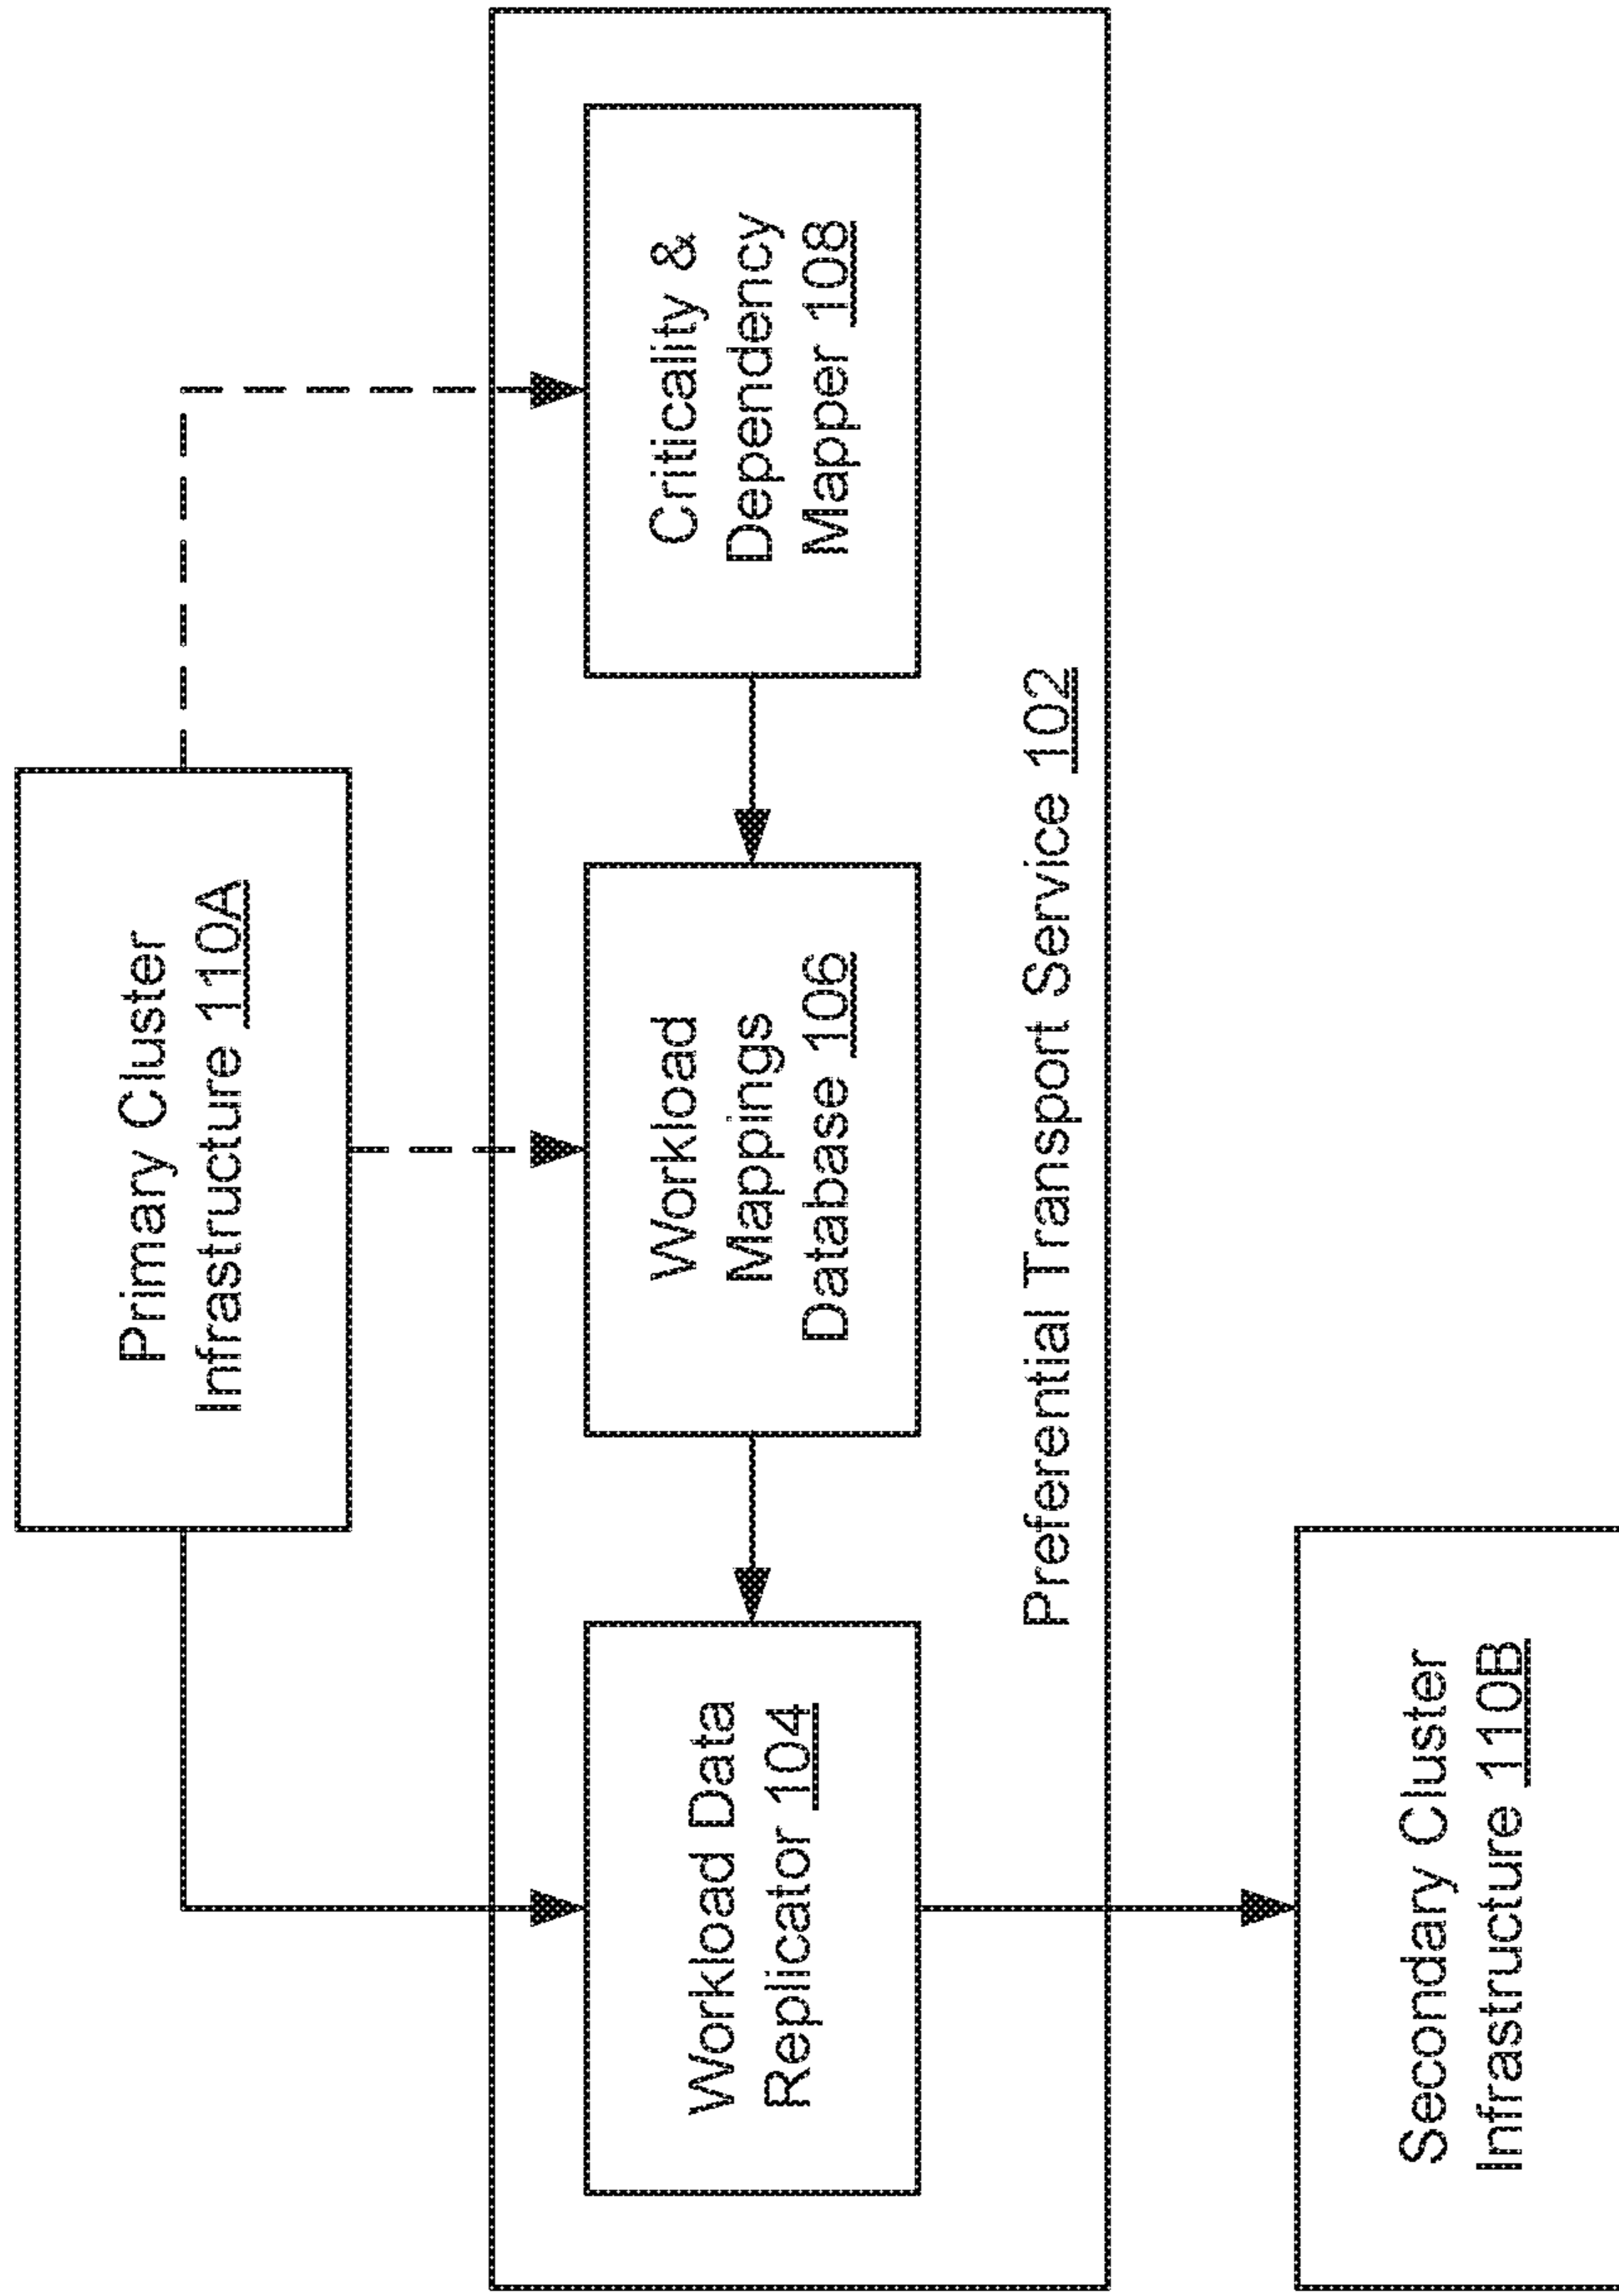 Primary Cluster
Infrastructure 110A
Workload Data
Replicator 104
Workload
Mappings
Database 106
Criticality &
Dependency
Mapper 108
Preferential Transport Service 102
Secondary Cluster
Infrastructure 110B